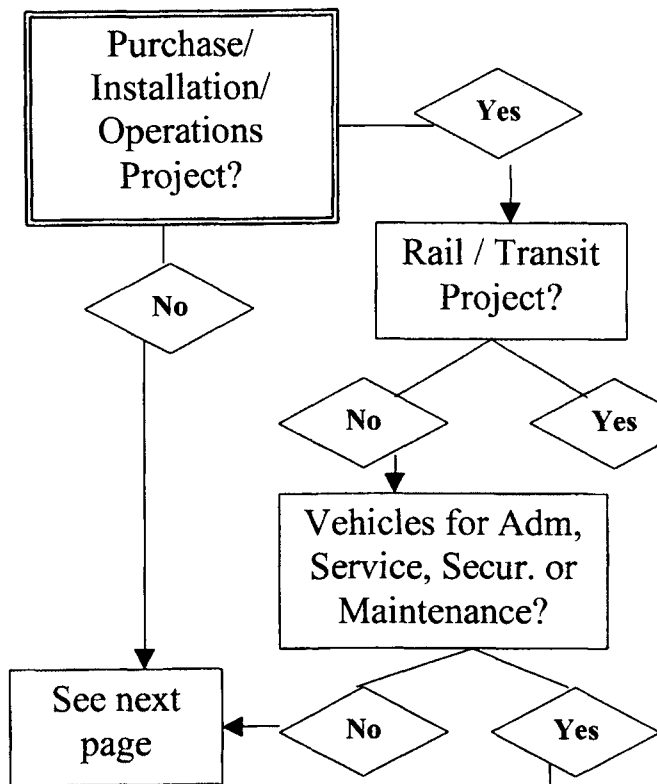 Purchase/
Installation/
Operations
Project?
Yes
Rail / Transit
Project?
No
No
Yes
Vehicles for Adm,
Service, Secur. or
Maintenance?
See next
page
No
Yes